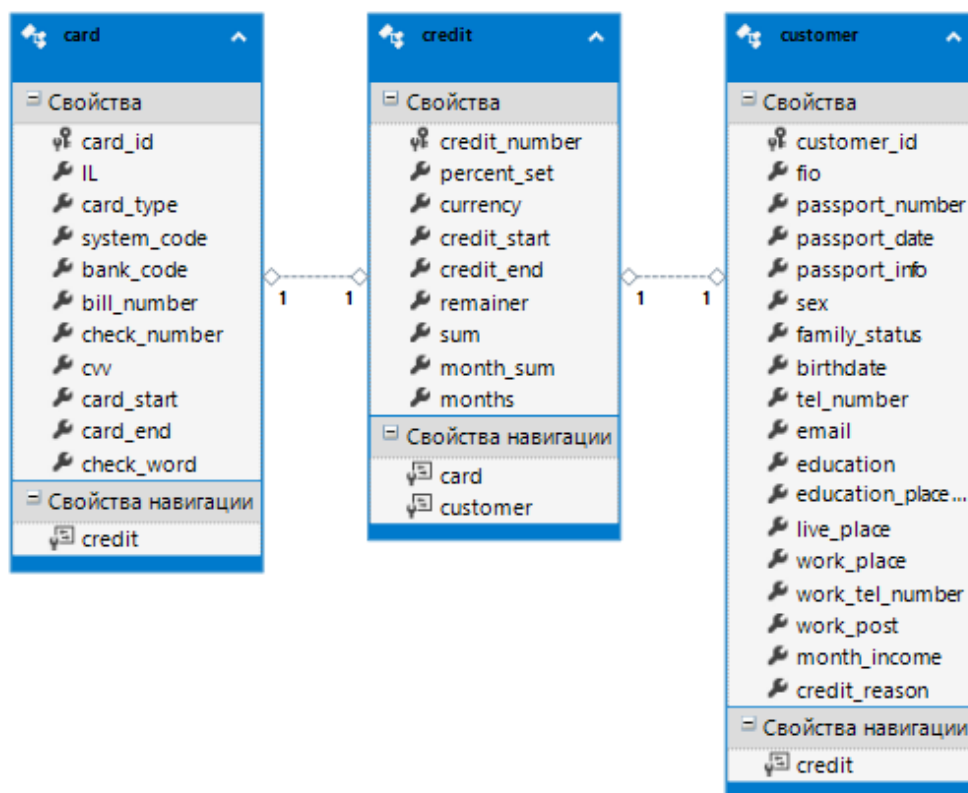 card
Свойства
card_id
IL
card_type
system_code
bank_code
bill_number
check_number
cvv
card_start
card_end
check_word
Свойства навигации
credit
1
1
credit
Свойства
credit_number
percent_set
currency
credit_start
credit_end
remainer
sum
month_sum
months
Свойства навигации
card
customer
1
1
customer
Свойства
customer_id
fio
passport_number
passport_date
passport_info
sex
family_status
birthdate
tel_number
email
education
education_place...
live_place
work_place
work_tel_number
work_post
month_income
credit_reason
Свойства навигации
credit